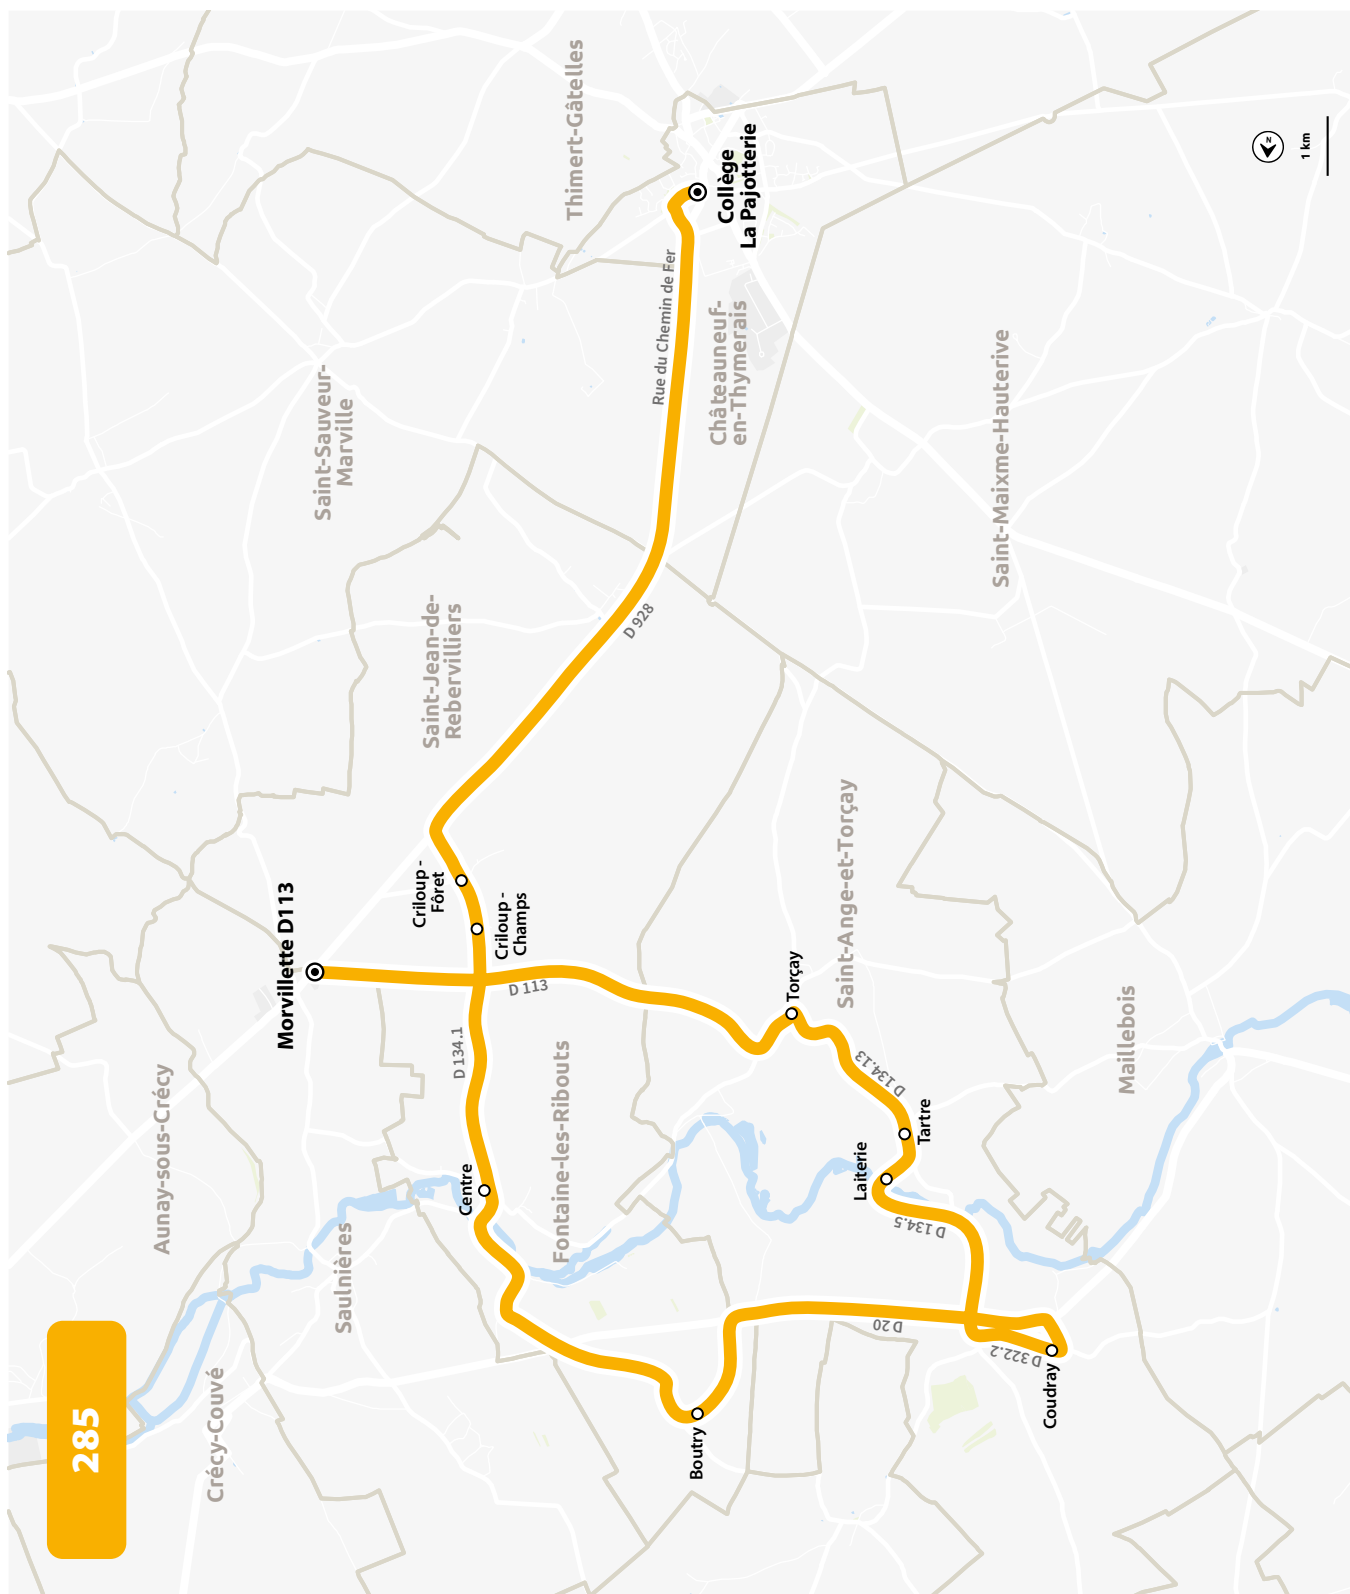 285
Crécy-Couvé
Aunay-sous-Crécy
Saulnières
Morvillette D113
Saint-Sauveur-
Marville
Thimert-Gâtelles
Collège
La Pajotterie
Rue du Chemin de Fer
Châteauneuf-
en-Thymerais
D 928
Saint-Jean-de-
Rebervilliers
Criloup -
Fôret
Criloup -
Champs
D 113
D 134.1
Centre
Fontaine-les-Ribouts
Boutry
Torçay
Saint-Ange-et-Torçay
D 134.13
Tartre
Laiterie
D 134.5
D20
D 322.2
Coudray
Maillebois
Saint-Maixme-Hauterive
N
1 km